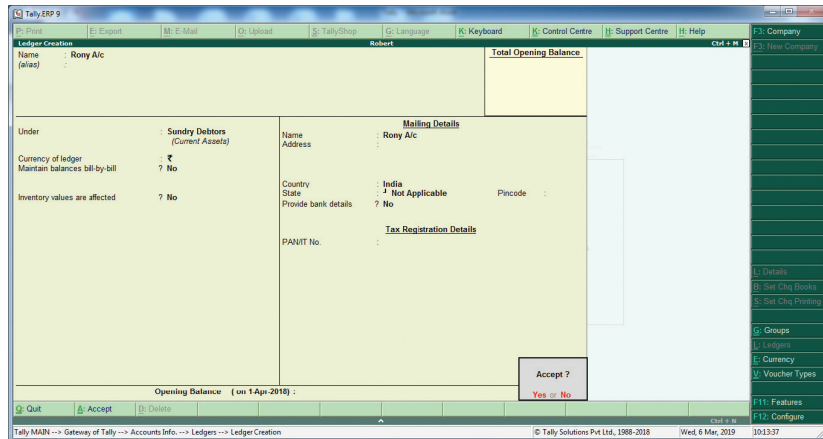 Tally.ERP 9
P: Print E: Export M: E-Mail O: Upload S: TallyShop G: Language K: Keyboard K: Control Centre H: Support Centre H: Help F3: Company
Ledger Creation Robert Ctrl + M F3: New Company
Name : Rony A/c Total Opening Balance
(alias) :
Mailing Details
Under : Sundry Debtors Name : Rony A/c
(Current Assets) Address :
Currency of ledger : ₹
Maintain balances bill-by-bill ? No
Country : India
Inventory values are affected ? No State : ┘ Not Applicable Pincode :
Provide bank details ? No
Tax Registration Details
PAN/IT No. :
L: Details
B: Set Chq Books
S: Set Chq Printing
G: Groups
L: Ledgers
E: Currency
V: Voucher Types
Accept ?
Yes or No
Opening Balance ( on 1-Apr-2018) :
F11: Features
Q: Quit A: Accept D: Delete
F12: Configure
Ctrl + N
Tally MAIN --> Gateway of Tally --> Accounts Info. --> Ledgers --> Ledger Creation © Tally Solutions Pvt Ltd., 1988-2018 Wed, 6 Mar, 2019 10:13:37